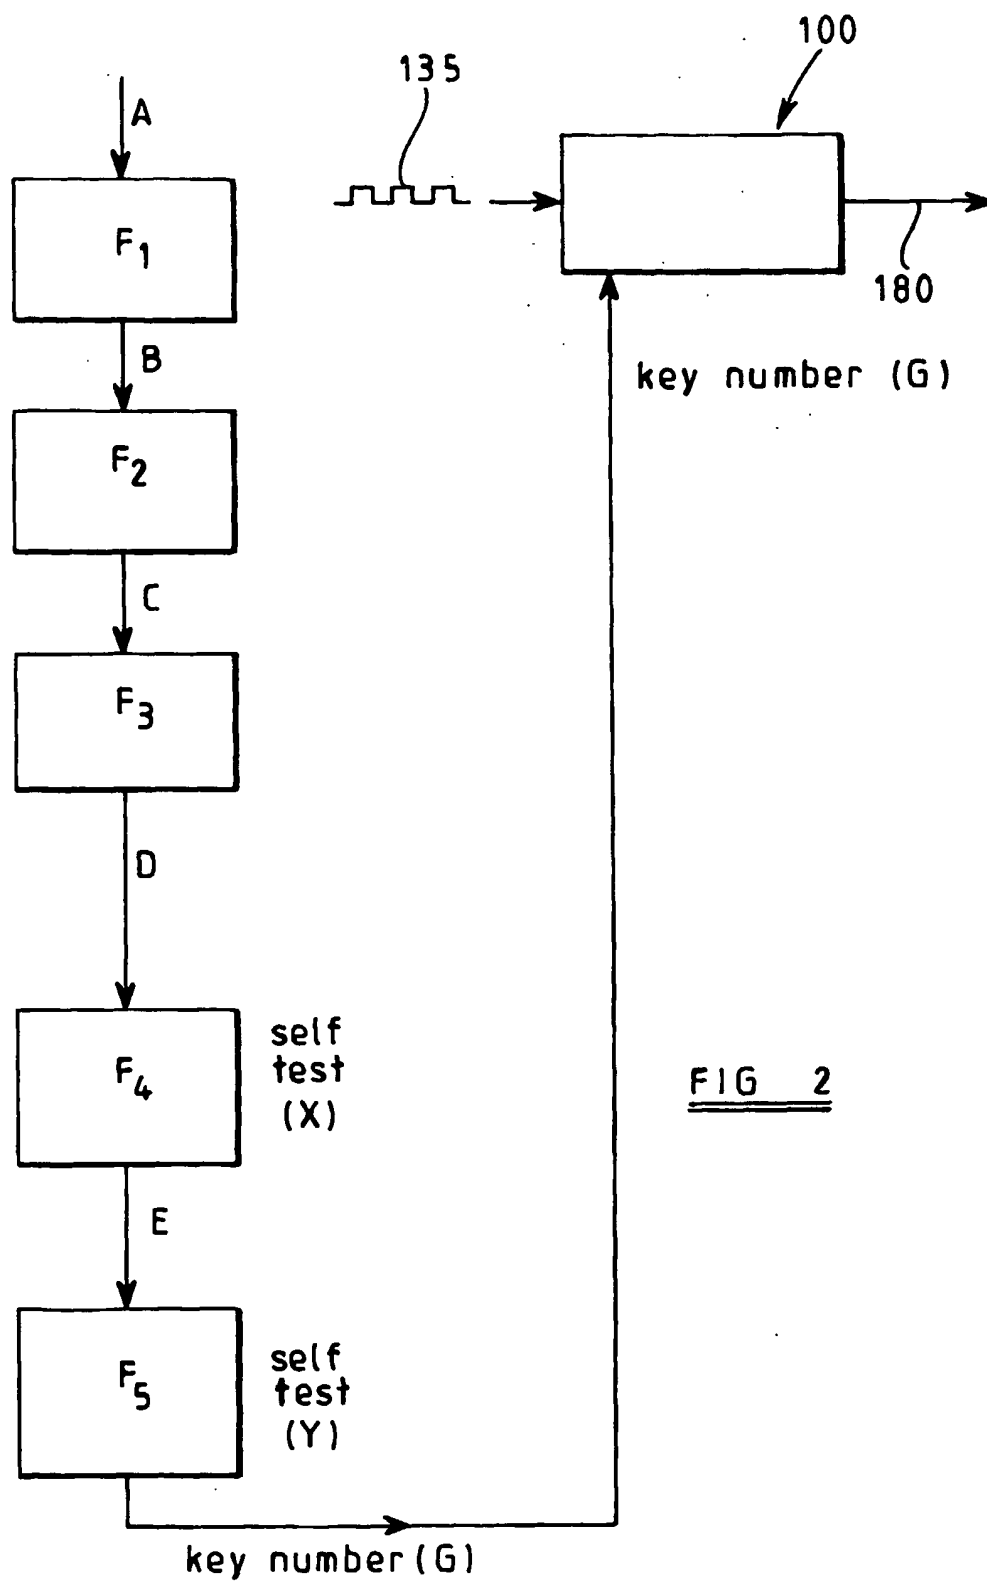 100
135
A
F1
180
B
key number (G)
F2
C
F3
D
self
test
(X)
F4
FIG 2
E
self
test
(Y)
F5
key number (G)